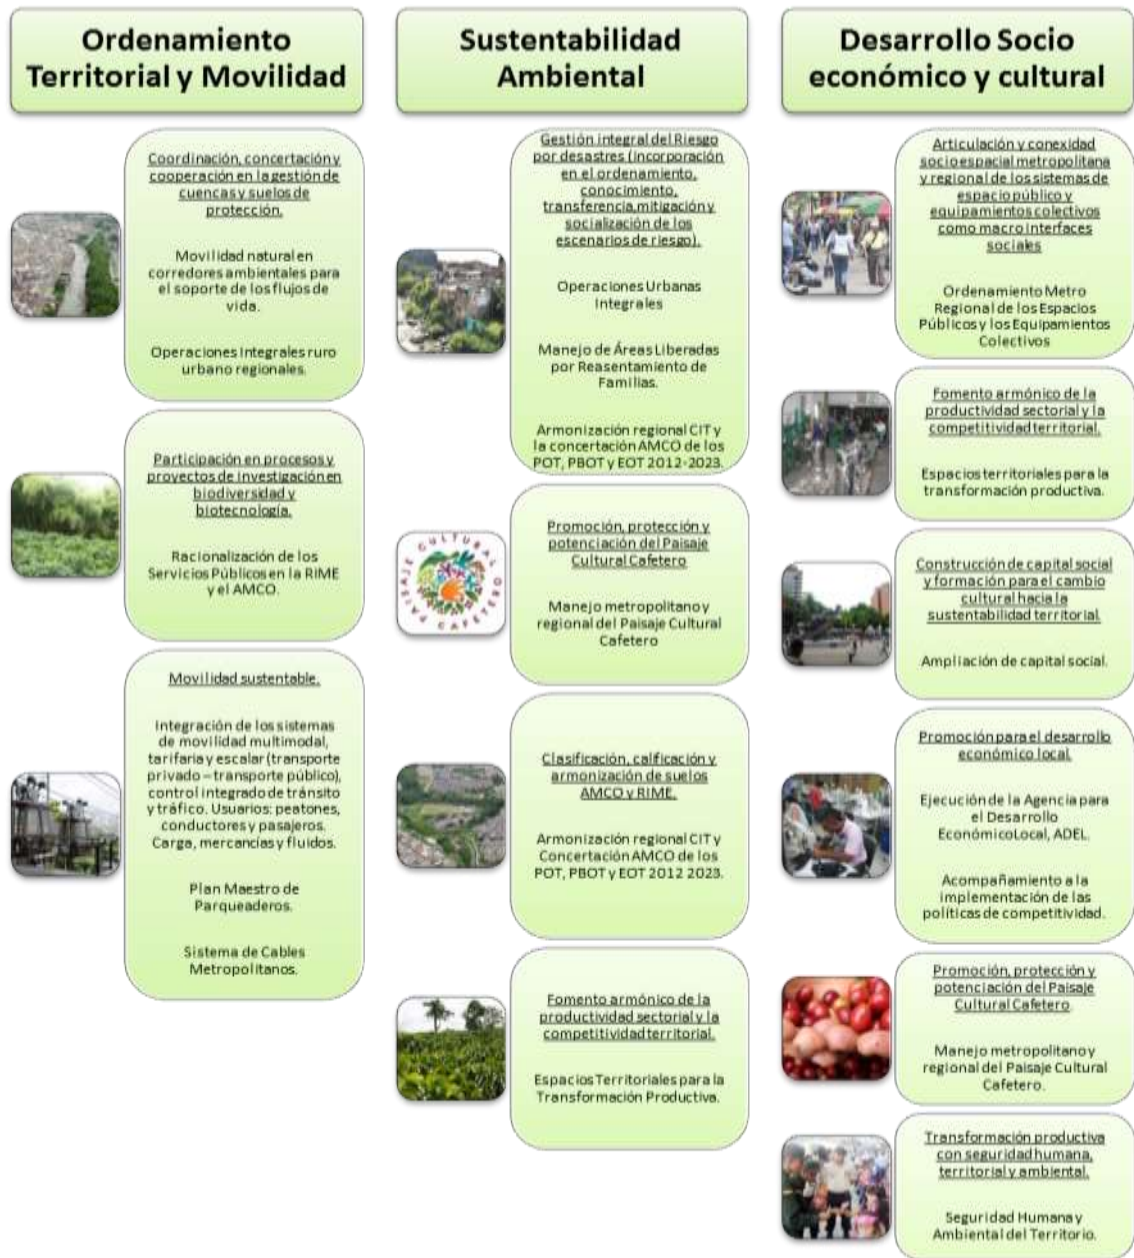 Ordenamiento
Territorial y Movilidad
Coordinación, concertación y
cooperación en la gestión de
cuencas y suelos de
protección.
Movilidad natural en
corredores ambientales para
el soporte de los flujos de
vida.
Operaciones Integrales ruro
urbano regionales.
Participación en procesos y
proyectos de investigación en
biodiversidad y
biotecnología.
Racionalización de los
Servicios Públicos en la RIME
y el AMCO.
Movilidad sustentable.
Integración de los sistemas
de movilidad multimodal,
tarifaria y escalar (transporte
privado – transporte público),
control integrado de tránsito
y tráfico. Usuarios: peatones,
conductores y pasajeros.
Carga, mercancías y fluidos.
Plan Maestro de
Parqueaderos.
Sistema de Cables
Metropolitanos.
Sustentabilidad
Ambiental
Gestión integral del Riesgo
por desastres (incorporación
en el ordenamiento,
conocimiento,
transferencia, mitigación y
socialización de los
escenarios de riesgo).
Operaciones Urbanas
Integrales
Manejo de Áreas Liberadas
por Reasentamiento de
Familias.
Armonización regional CIT y
la concertación AMCO de los
POT, PBOT y EOT 2012-2023.
PAISAJE CULTURAL CAFETERO
Promoción, protección y
potenciación del Paisaje
Cultural Cafetero
Manejo metropolitano y
regional del Paisaje Cultural
Cafetero
Clasificación, calificación y
armonización de suelos
AMCO y RIME.
Armonización regional CIT y
Concertación AMCO de los
POT, PBOT y EOT 2012 2023.
Fomento armónico de la
productividad sectorial y la
competitividad territorial.
Espacios Territoriales para la
Transformación Productiva.
Desarrollo Socio
económico y cultural
Articulación y conexidad
socio espacial metropolitana
y regional de los sistemas de
espacio público y
equipamientos colectivos
como macro interfaces
sociales
Ordenamiento Metro
Regional de los Espacios
Públicos y los Equipamientos
Colectivos
Fomento armónico de la
productividad sectorial y la
competitividad territorial.
Espacios territoriales para la
transformación productiva.
Construcción de capital social
y formación para el cambio
cultural hacia la
sustentabilidad territorial.
Ampliación de capital social.
Promoción para el desarrollo
económico local.
Ejecución de la Agencia para
el Desarrollo
Económico Local, ADEL.
Acompañamiento a la
implementación de las
políticas de competitividad.
Promoción, protección y
potenciación del Paisaje
Cultural Cafetero.
Manejo metropolitano y
regional del Paisaje Cultural
Cafetero.
Transformación productiva
con seguridad humana,
territorial y ambiental.
Seguridad Humana y
Ambiental del Territorio.